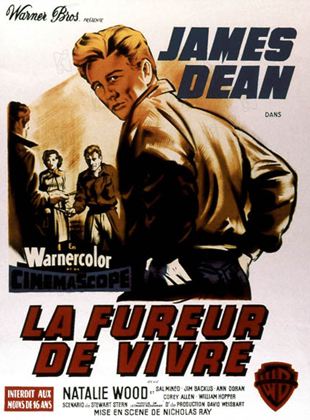 Warner Bros.
PRÉSENTE
JAMES
DEAN
DANS
En
WARNERCOLOR
ET EN
CINEMASCOPE
LA FUREUR
DE VIVRE
INTERDIT AUX
MOINS DE 16 ANS
AVEC
NATALIE WOOD SAL MINEO JIM BACKUS ANN DORAN
COREY ALLEN - WILLIAM HOPPER
SCENARIO DE STEWART STERN PRODUCTION DAVID WEISBART
MISE EN SCENE DE NICHOLAS RAY
WB